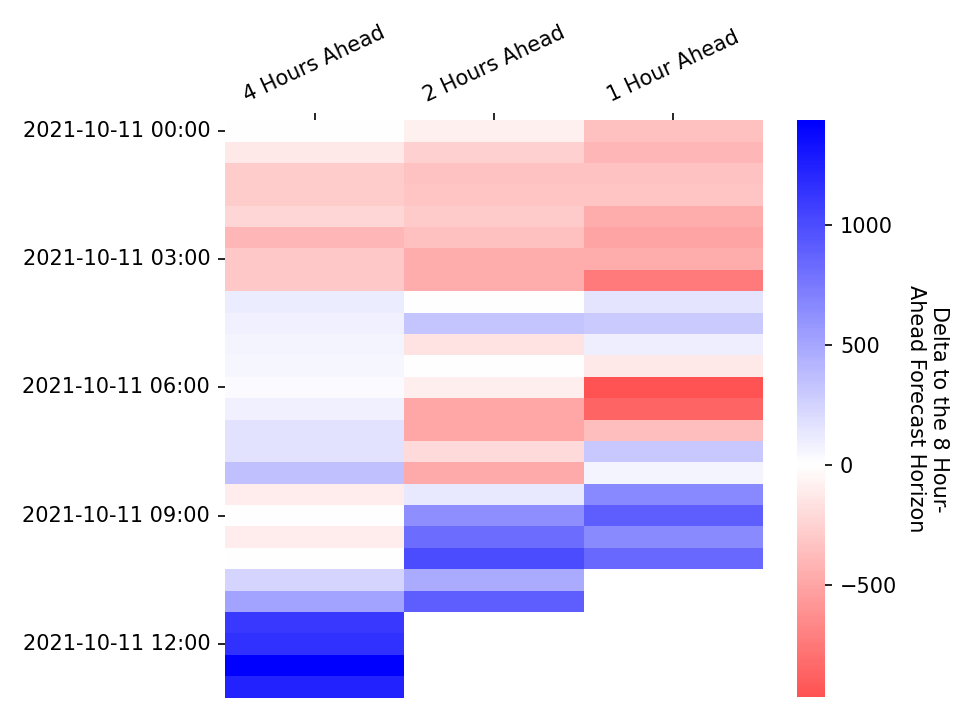 4 Hours Ahead
2 Hours Ahead
1 Hour Ahead
2021-10-11 00:00
2021-10-11 03:00
2021-10-11 06:00
2021-10-11 09:00
2021-10-11 12:00
1000
500
0
−500
Delta to the 8 Hour-
Ahead Forecast Horizon